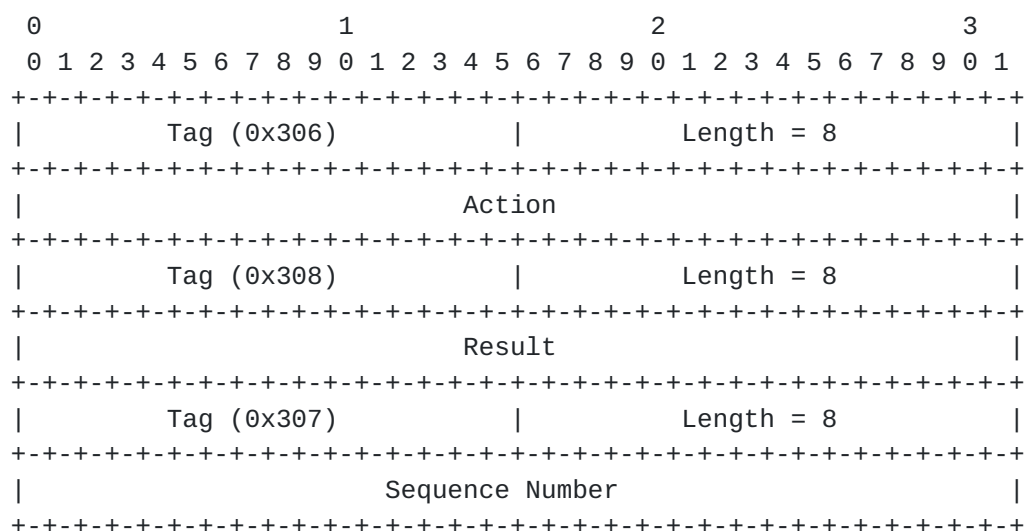 0                   1                   2                   3
 0 1 2 3 4 5 6 7 8 9 0 1 2 3 4 5 6 7 8 9 0 1 2 3 4 5 6 7 8 9 0 1
+-+-+-+-+-+-+-+-+-+-+-+-+-+-+-+-+-+-+-+-+-+-+-+-+-+-+-+-+-+-+-+-+
|         Tag (0x306)           |          Length = 8           |
+-+-+-+-+-+-+-+-+-+-+-+-+-+-+-+-+-+-+-+-+-+-+-+-+-+-+-+-+-+-+-+-+
|                            Action                             |
+-+-+-+-+-+-+-+-+-+-+-+-+-+-+-+-+-+-+-+-+-+-+-+-+-+-+-+-+-+-+-+-+
|         Tag (0x308)           |          Length = 8           |
+-+-+-+-+-+-+-+-+-+-+-+-+-+-+-+-+-+-+-+-+-+-+-+-+-+-+-+-+-+-+-+-+
|                            Result                             |
+-+-+-+-+-+-+-+-+-+-+-+-+-+-+-+-+-+-+-+-+-+-+-+-+-+-+-+-+-+-+-+-+
|         Tag (0x307)           |          Length = 8           |
+-+-+-+-+-+-+-+-+-+-+-+-+-+-+-+-+-+-+-+-+-+-+-+-+-+-+-+-+-+-+-+-+
|                       Sequence Number                         |
+-+-+-+-+-+-+-+-+-+-+-+-+-+-+-+-+-+-+-+-+-+-+-+-+-+-+-+-+-+-+-+-+